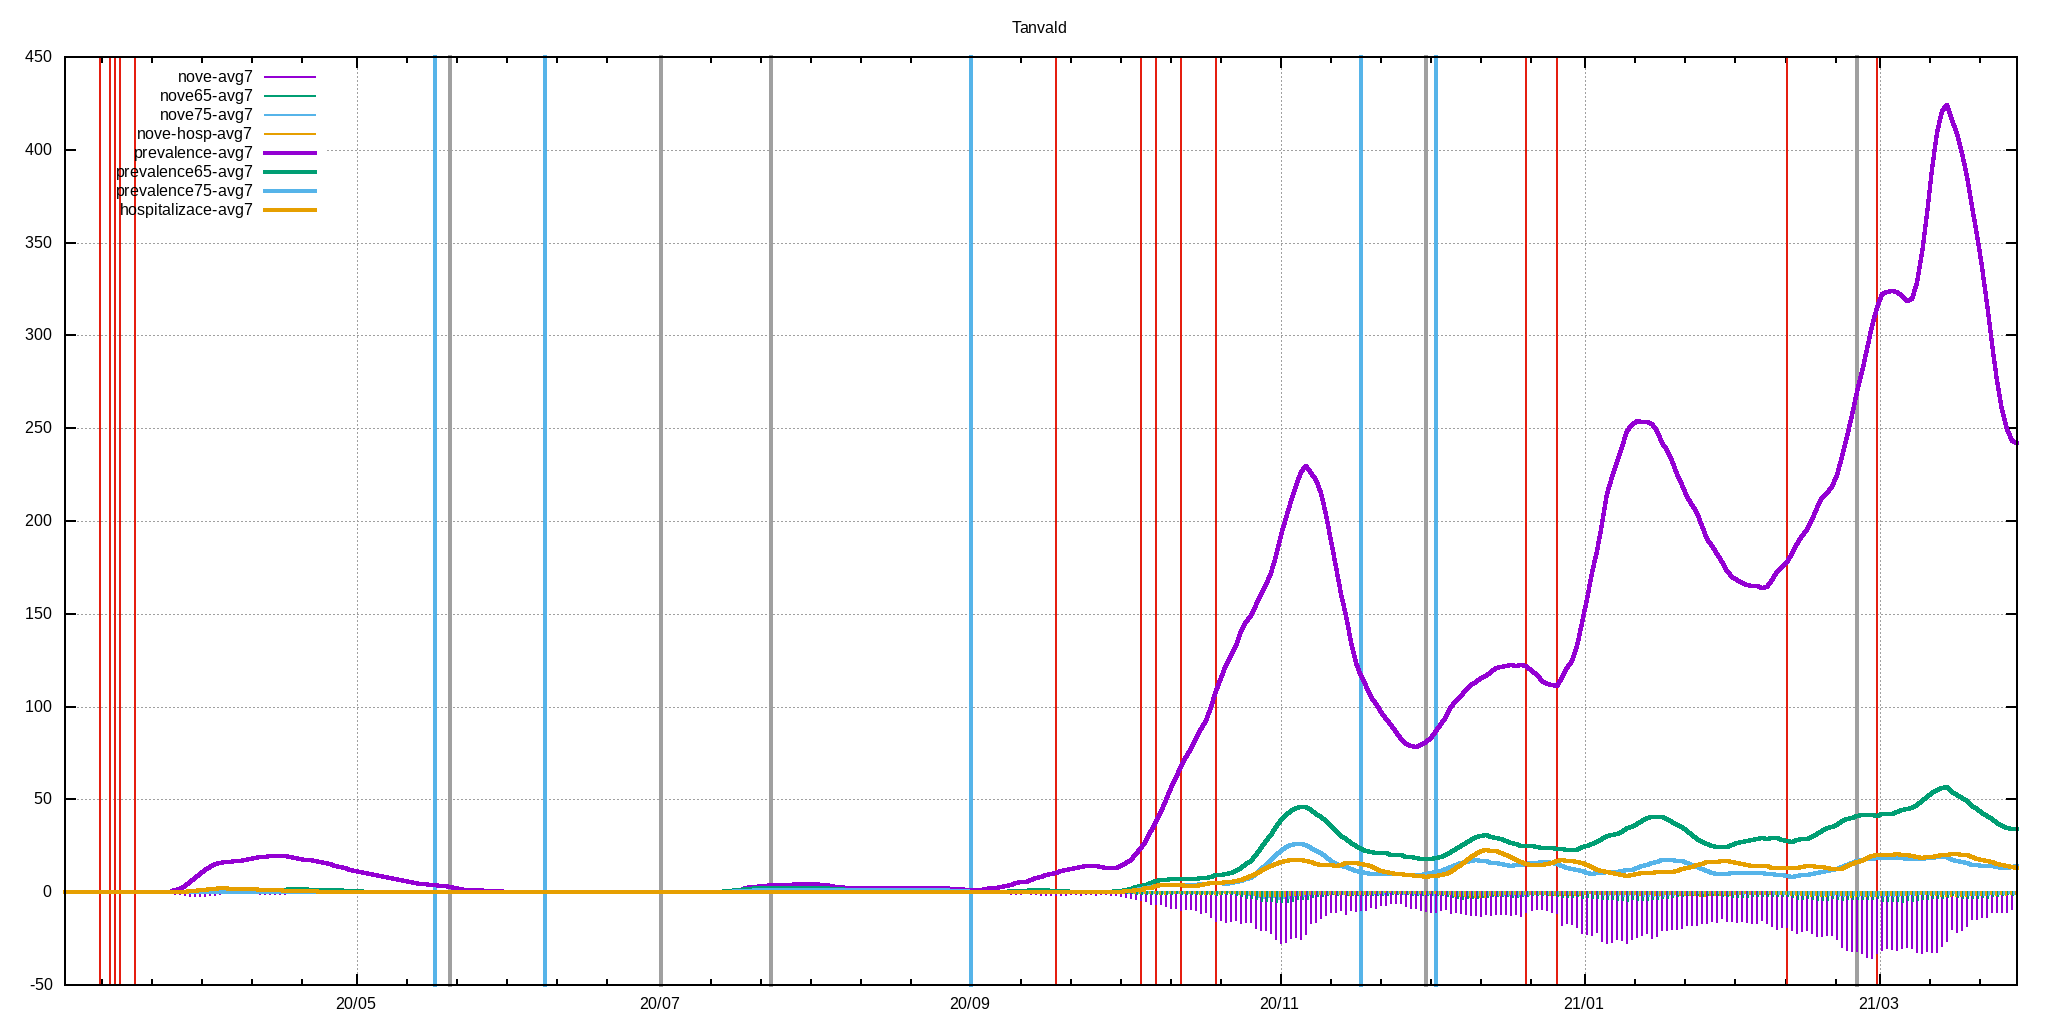 Tanvald
450
400
350
300
250
200
150
100
50
0
-50
nove-avg7
nove65-avg7
nove75-avg7
nove-hosp-avg7
prevalence-avg7
prevalence65-avg7
prevalence75-avg7
hospitalizace-avg7
20/05 20/07 20/09 20/11 21/01 21/03